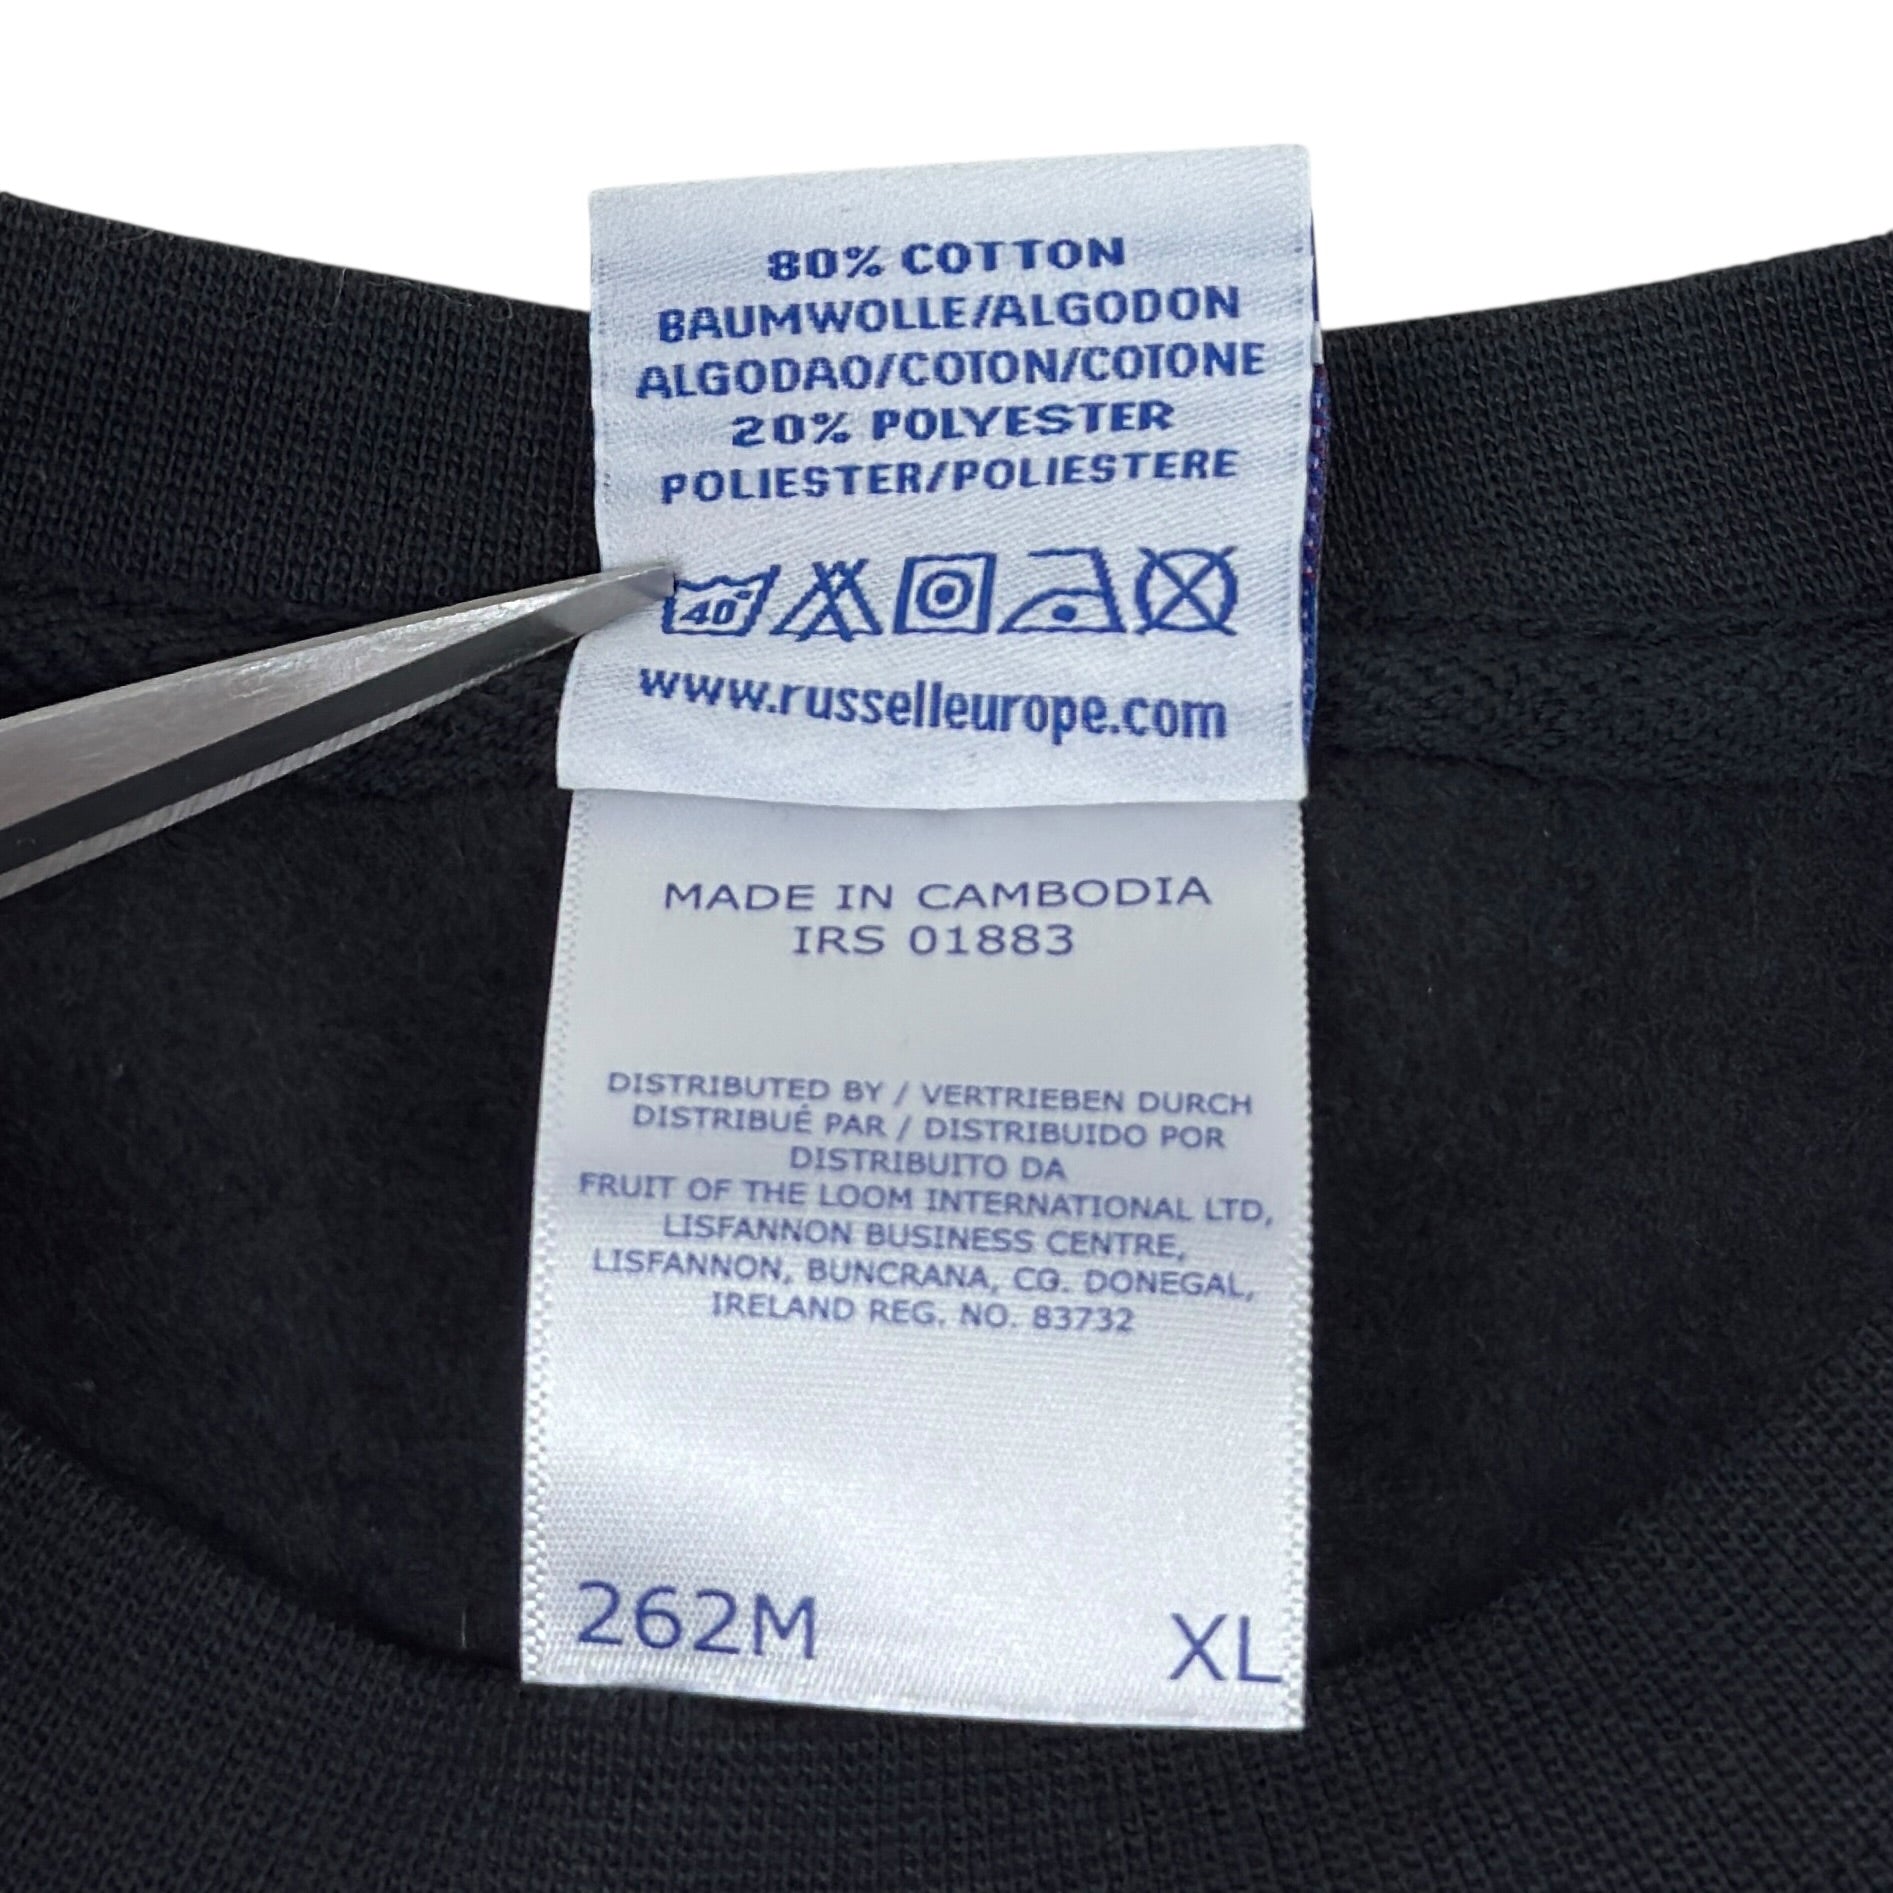 80% COTTON
BAUMWOLLE/ALGODON
ALGODAO/COTON/COTONE
20% POLYESTER
POLIESTER/POLIESTERE
40°
www.russelleurope.com
MADE IN CAMBODIA
IRS 01883
DISTRIBUTED BY / VERTRIEBEN DURCH
DISTRIBUÉ PAR / DISTRIBUIDO POR
DISTRIBUITO DA
FRUIT OF THE LOOM INTERNATIONAL LTD,
LISFANNON BUSINESS CENTRE,
LISFANNON, BUNCRANA, CO. DONEGAL,
IRELAND REG. NO. 83732
262M XL